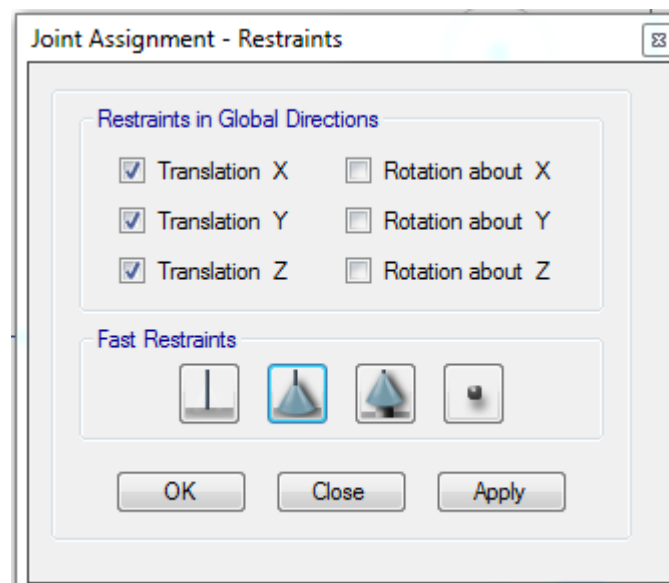 Joint Assignment - Restraints
Restraints in Global Directions
Translation X Rotation about X
Translation Y Rotation about Y
Translation Z Rotation about Z
Fast Restraints
OK Close Apply